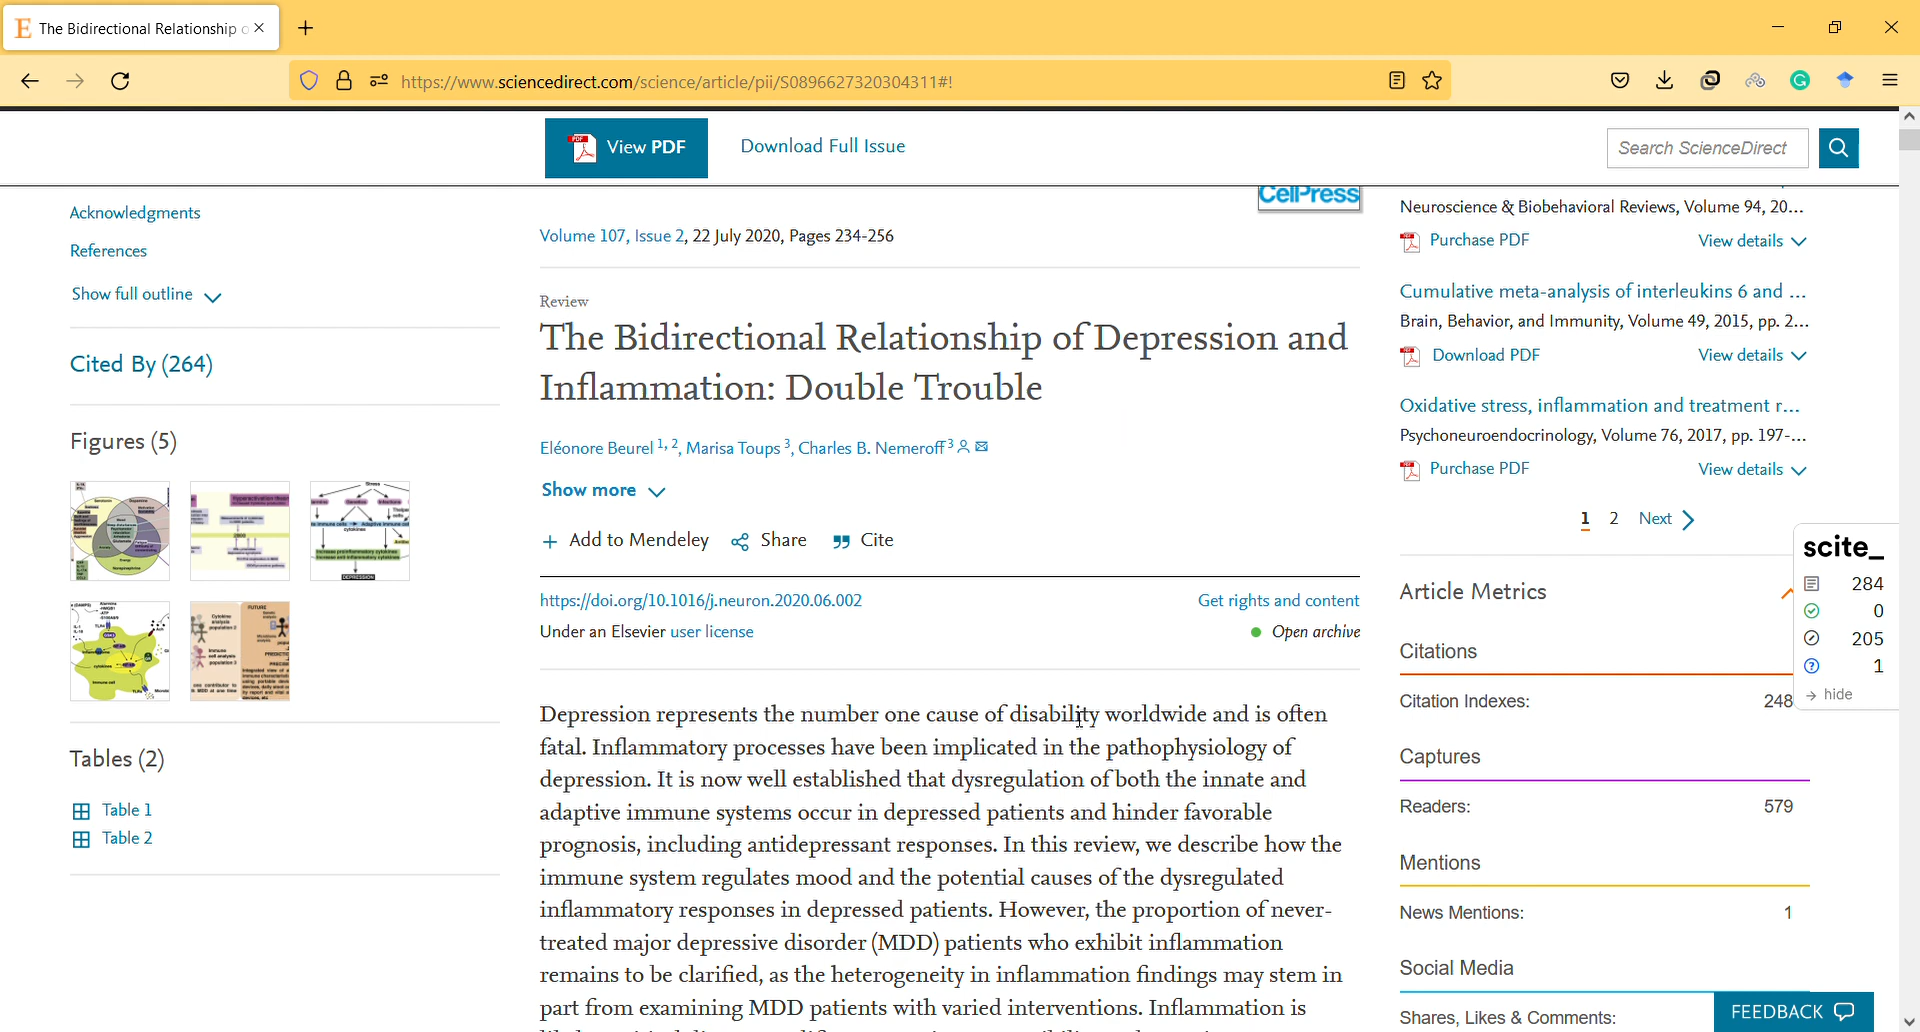 The Bidirectional Relationship o
https://www.sciencedirect.com/science/article/pii/S0896627320304311#!
View PDF
Download Full Issue
Search ScienceDirect
Acknowledgments
References
Show full outline
Cited By (264)
Figures (5)
Tables (2)
Table 1
Table 2
CellPress
Volume 107, Issue 2, 22 July 2020, Pages 234-256
Review
The Bidirectional Relationship of Depression and
Inflammation: Double Trouble
Eléonore Beurel 1, 2, Marisa Toups 3, Charles B. Nemeroff 3
Show more
Add to Mendeley Share Cite
https://doi.org/10.1016/j.neuron.2020.06.002
Get rights and content
Under an Elsevier user license
Open archive
Depression represents the number one cause of disability worldwide and is often
fatal. Inflammatory processes have been implicated in the pathophysiology of
depression. It is now well established that dysregulation of both the innate and
adaptive immune systems occur in depressed patients and hinder favorable
prognosis, including antidepressant responses. In this review, we describe how the
immune system regulates mood and the potential causes of the dysregulated
inflammatory responses in depressed patients. However, the proportion of never-
treated major depressive disorder (MDD) patients who exhibit inflammation
remains to be clarified, as the heterogeneity in inflammation findings may stem in
part from examining MDD patients with varied interventions. Inflammation is
Neuroscience & Biobehavioral Reviews, Volume 94, 20...
Purchase PDF View details
Cumulative meta-analysis of interleukins 6 and ...
Brain, Behavior, and Immunity, Volume 49, 2015, pp. 2...
Download PDF View details
Oxidative stress, inflammation and treatment r...
Psychoneuroendocrinology, Volume 76, 2017, pp. 197-...
Purchase PDF View details
1 2 Next
Article Metrics
Citations
Citation Indexes: 248
Captures
Readers: 579
Mentions
News Mentions: 1
Social Media
Shares, Likes & Comments:
scite_
284
0
205
1
hide
FEEDBACK